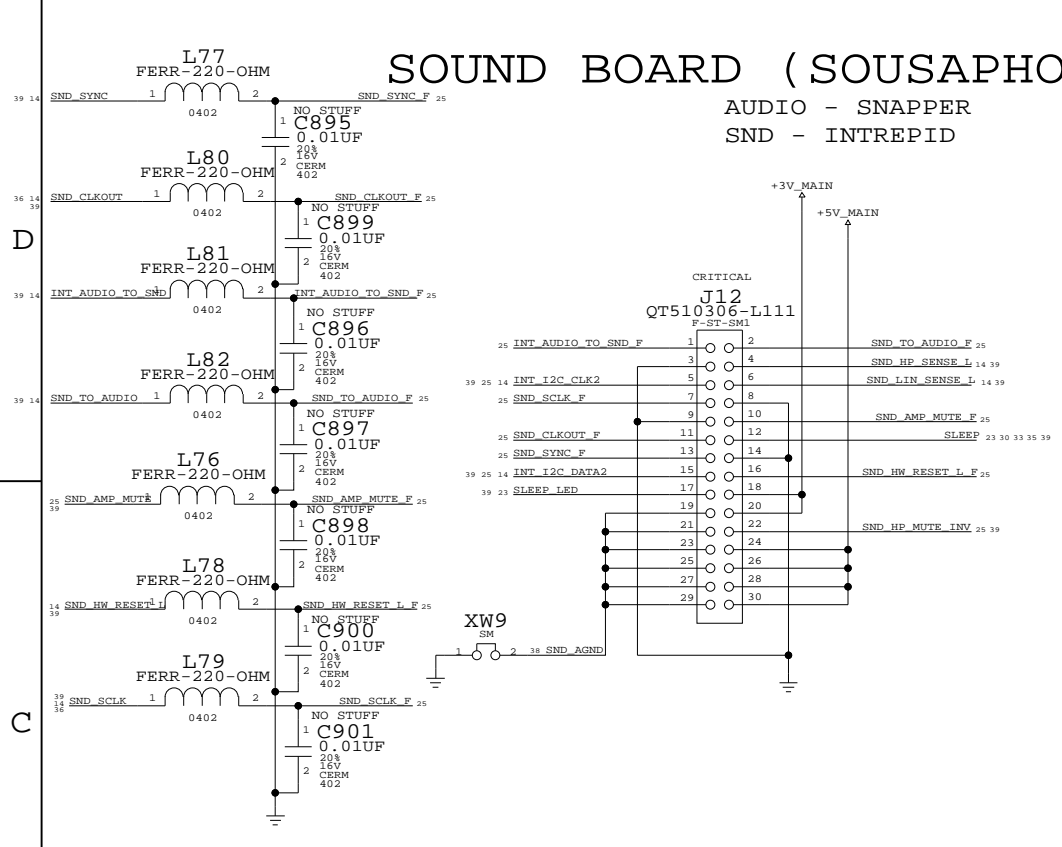 SOUND BOARD (SOUSAPHO
AUDIO - SNAPPER
SND - INTREPID
D
C
L77
FERR-220-OHM
39 14 SND_SYNC 1 2 SND_SYNC_F 25
0402
NO STUFF
1 C895
0.01UF
20%
16V
2 CERM
402
L80
FERR-220-OHM
36 14 SND_CLKOUT 1 2 SND_CLKOUT_F 25
39
0402
NO STUFF
1 C899
0.01UF
20%
16V
2 CERM
402
L81
FERR-220-OHM
39 14 INT_AUDIO_TO_SND 1 2 INT_AUDIO_TO_SND_F 25
0402
NO STUFF
1 C896
0.01UF
20%
16V
2 CERM
402
L82
FERR-220-OHM
39 14 SND_TO_AUDIO 1 2 SND_TO_AUDIO_F 25
0402
NO STUFF
1 C897
0.01UF
20%
16V
2 CERM
402
L76
FERR-220-OHM
25 SND_AMP_MUTE 1 2 SND_AMP_MUTE_F 25
39
0402
NO STUFF
1 C898
0.01UF
20%
16V
2 CERM
402
L78
FERR-220-OHM
14 SND_HW_RESET_L 1 2 SND_HW_RESET_L_F 25
39
0402
NO STUFF
1 C900
0.01UF
20%
16V
2 CERM
402
L79
FERR-220-OHM
39
14 SND_SCLK 1 2 SND_SCLK_F 25
36
0402
NO STUFF
1 C901
0.01UF
20%
16V
2 CERM
402
+3V_MAIN
+5V_MAIN
CRITICAL
J12
QT510306-L111
F-ST-SM1
25 INT_AUDIO_TO_SND_F 1 2 SND_TO_AUDIO_F 25
3 4 SND_HP_SENSE_L 14 39
39 25 14 INT_I2C_CLK2 5 6 SND_LIN_SENSE_L 14 39
25 SND_SCLK_F 7 8
9 10 SND_AMP_MUTE_F 25
25 SND_CLKOUT_F 11 12 SLEEP 23 30 33 35 39
25 SND_SYNC_F 13 14
39 25 14 INT_I2C_DATA2 15 16 SND_HW_RESET_L_F 25
39 23 SLEEP_LED 17 18
19 20
21 22 SND_HP_MUTE_INV 25 39
23 24
25 26
27 28
29 30
XW9
SM
1 2 38 SND_AGND